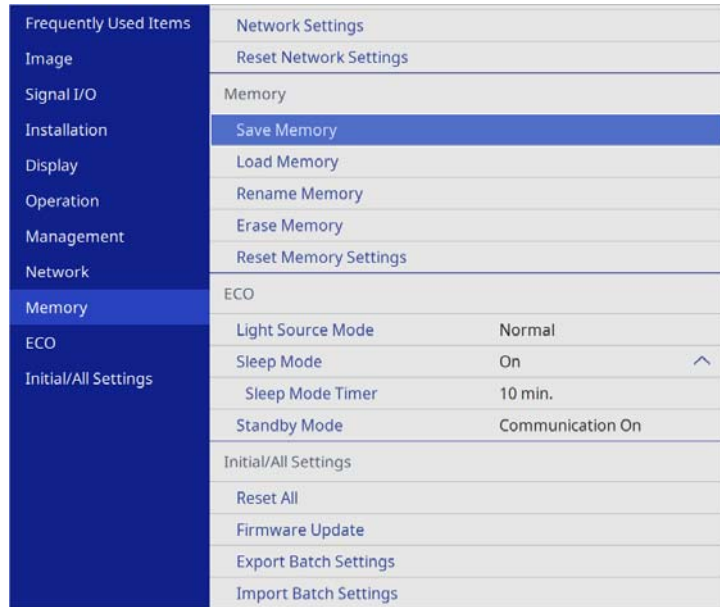 Frequently Used Items
Image
Signal I/O
Installation
Display
Operation
Management
Network
Memory
ECO
Initial/All Settings
Network Settings
Reset Network Settings
Memory
Save Memory
Load Memory
Rename Memory
Erase Memory
Reset Memory Settings
ECO
Light Source Mode Normal
Sleep Mode On
Sleep Mode Timer 10 min.
Standby Mode Communication On
Initial/All Settings
Reset All
Firmware Update
Export Batch Settings
Import Batch Settings